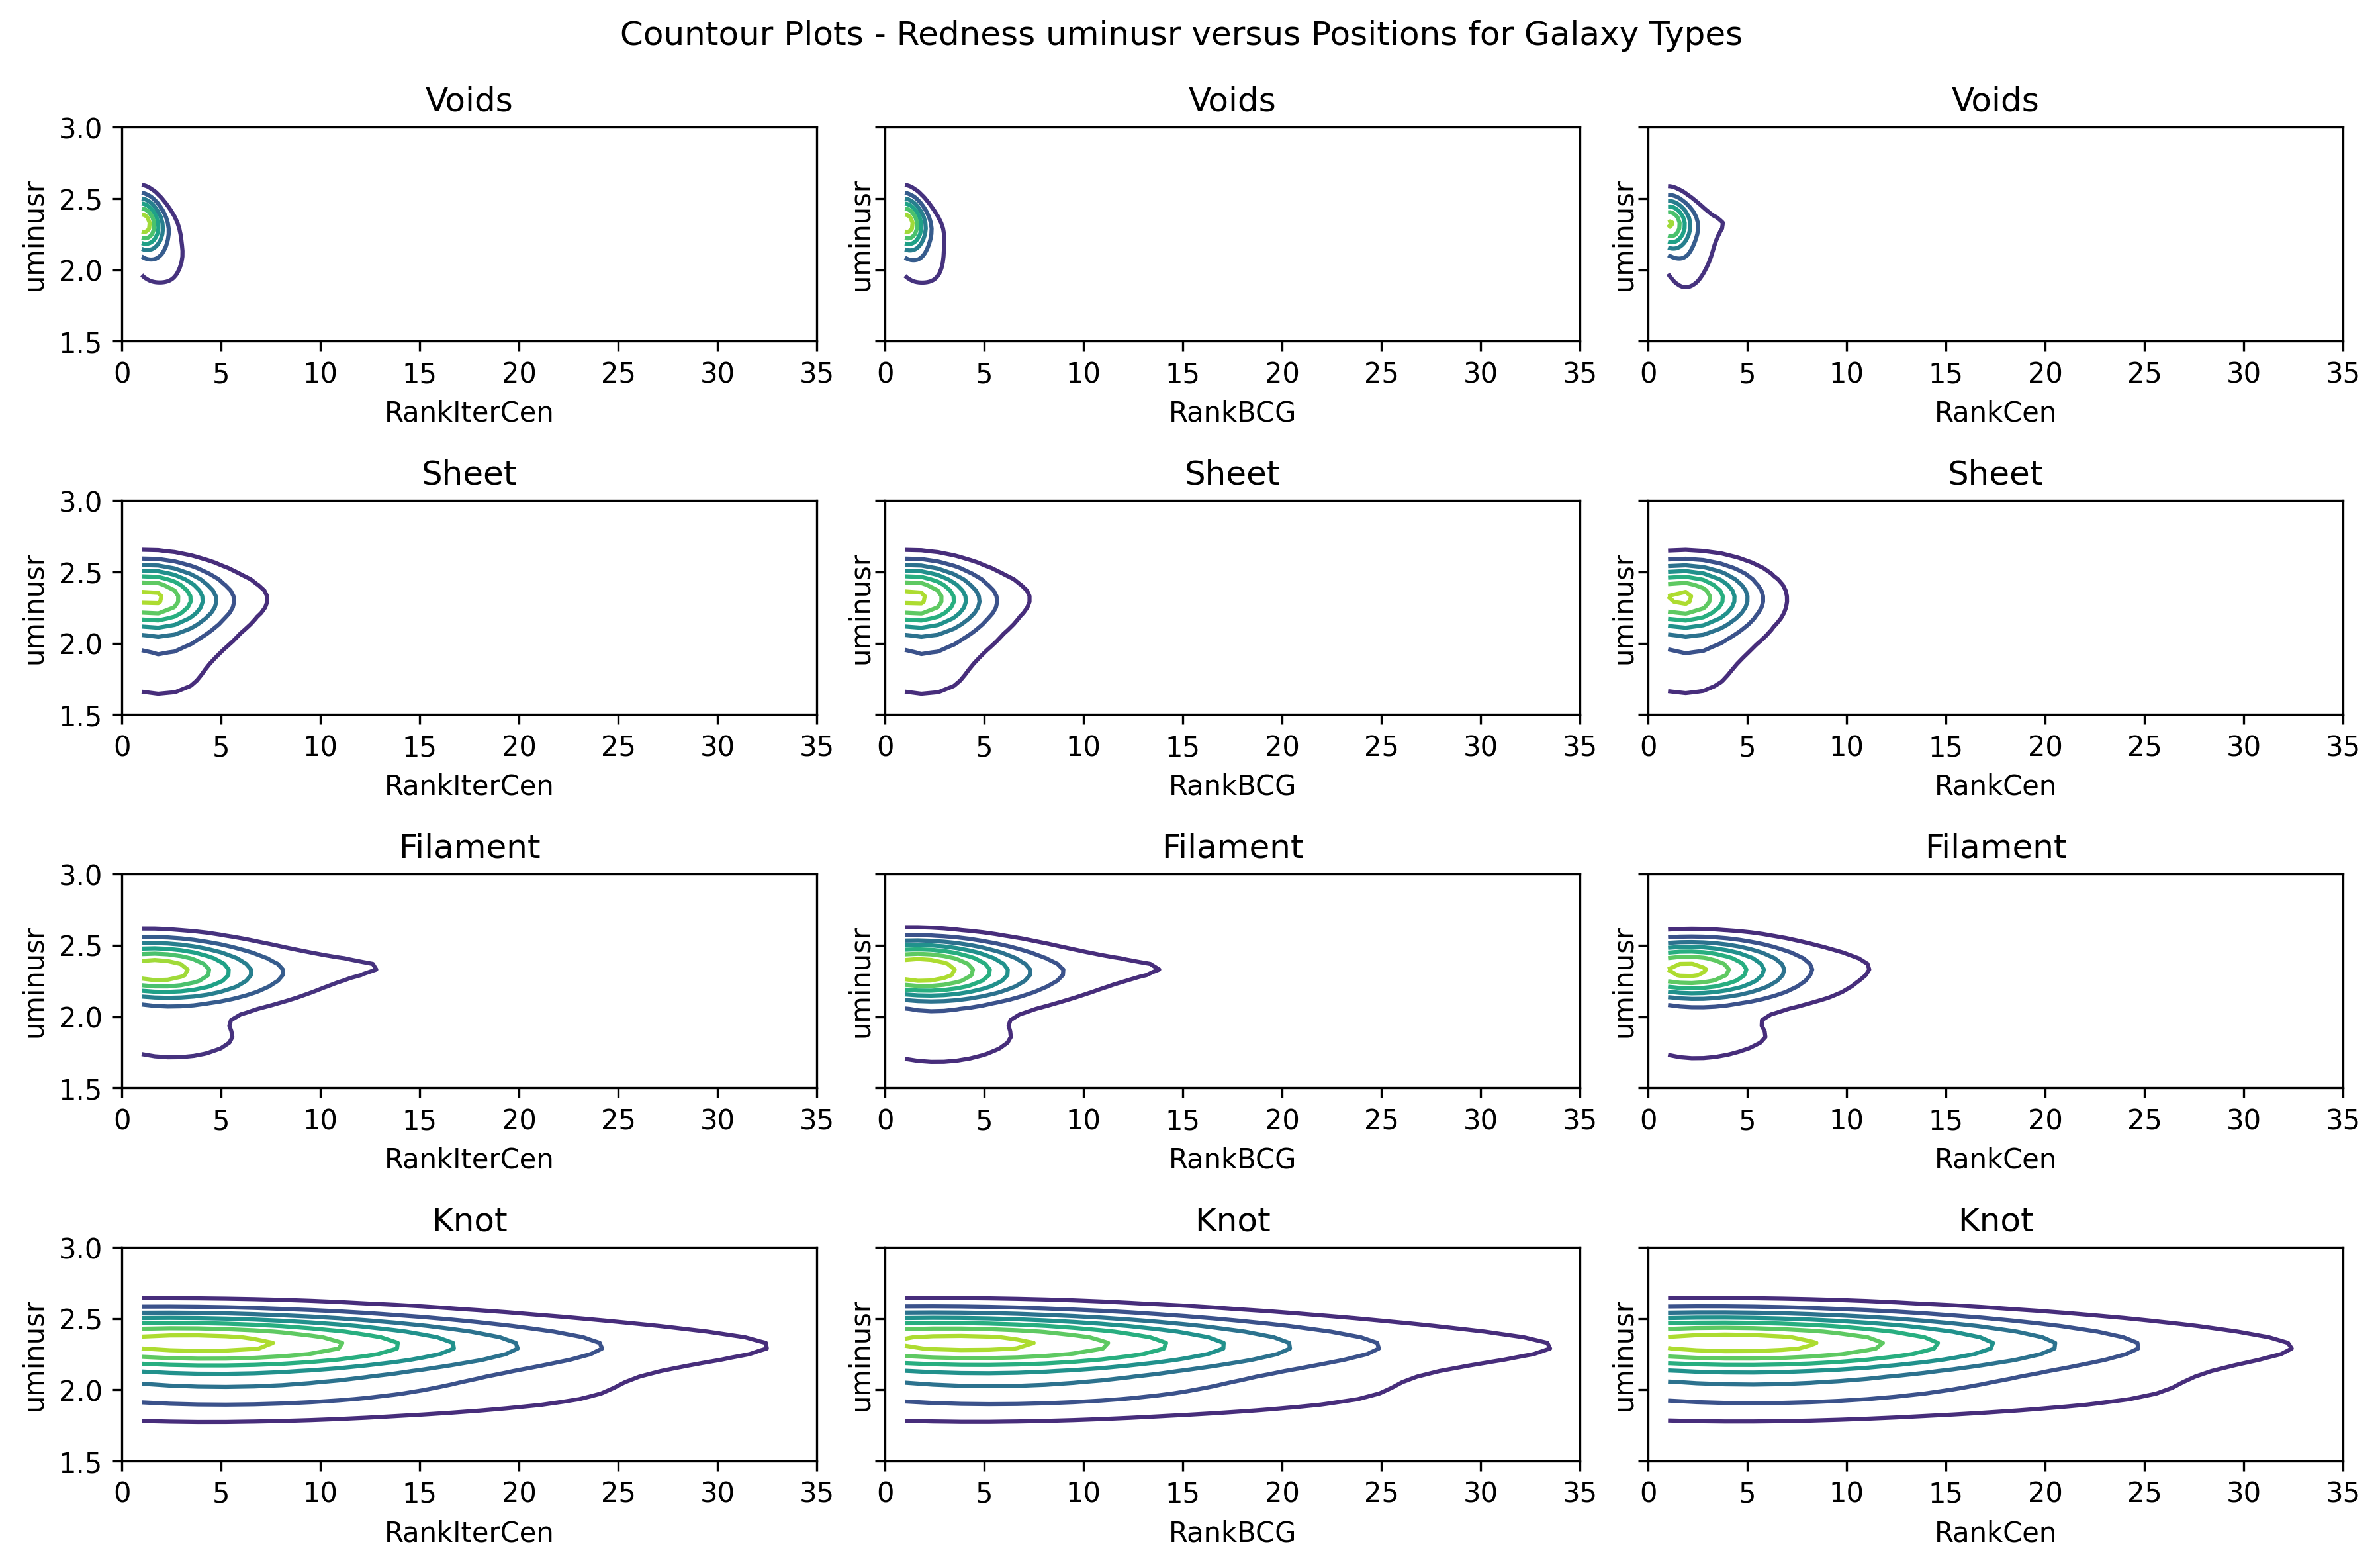 Countour Plots - Redness uminusr versus Positions for Galaxy Types
Voids Voids Voids
3.0
2.5
2.0
1.5
uminusr uminusr uminusr
0 5 10 15 20 25 30 35 0 5 10 15 20 25 30 35 0 5 10 15 20 25 30 35
RankIterCen RankBCG RankCen
Sheet Sheet Sheet
3.0
2.5
2.0
1.5
uminusr uminusr uminusr
0 5 10 15 20 25 30 35 0 5 10 15 20 25 30 35 0 5 10 15 20 25 30 35
RankIterCen RankBCG RankCen
Filament Filament Filament
3.0
2.5
2.0
1.5
uminusr uminusr uminusr
0 5 10 15 20 25 30 35 0 5 10 15 20 25 30 35 0 5 10 15 20 25 30 35
RankIterCen RankBCG RankCen
Knot Knot Knot
3.0
2.5
2.0
1.5
uminusr uminusr uminusr
0 5 10 15 20 25 30 35 0 5 10 15 20 25 30 35 0 5 10 15 20 25 30 35
RankIterCen RankBCG RankCen